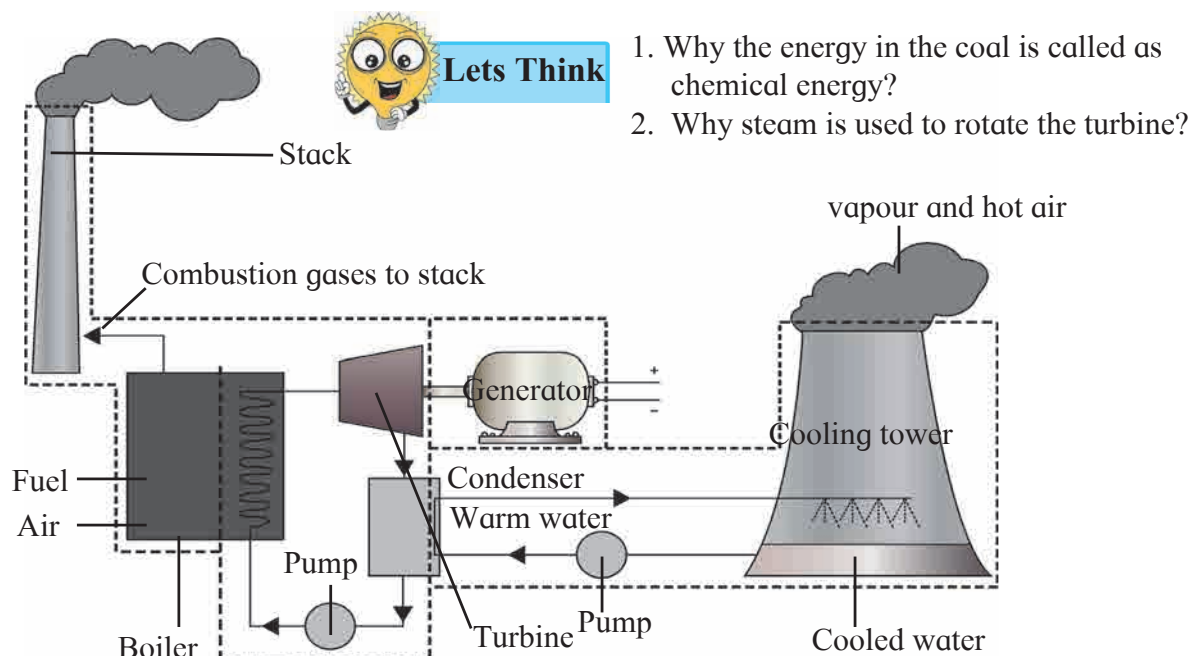 Lets Think
1. Why the energy in the coal is called as
chemical energy?
2. Why steam is used to rotate the turbine?
Stack
vapour and hot air
Combustion gases to stack
+
Generator
–
Cooling tower
Fuel
Condenser
Air
Warm water
Pump
Boiler
Turbine
Pump
Cooled water